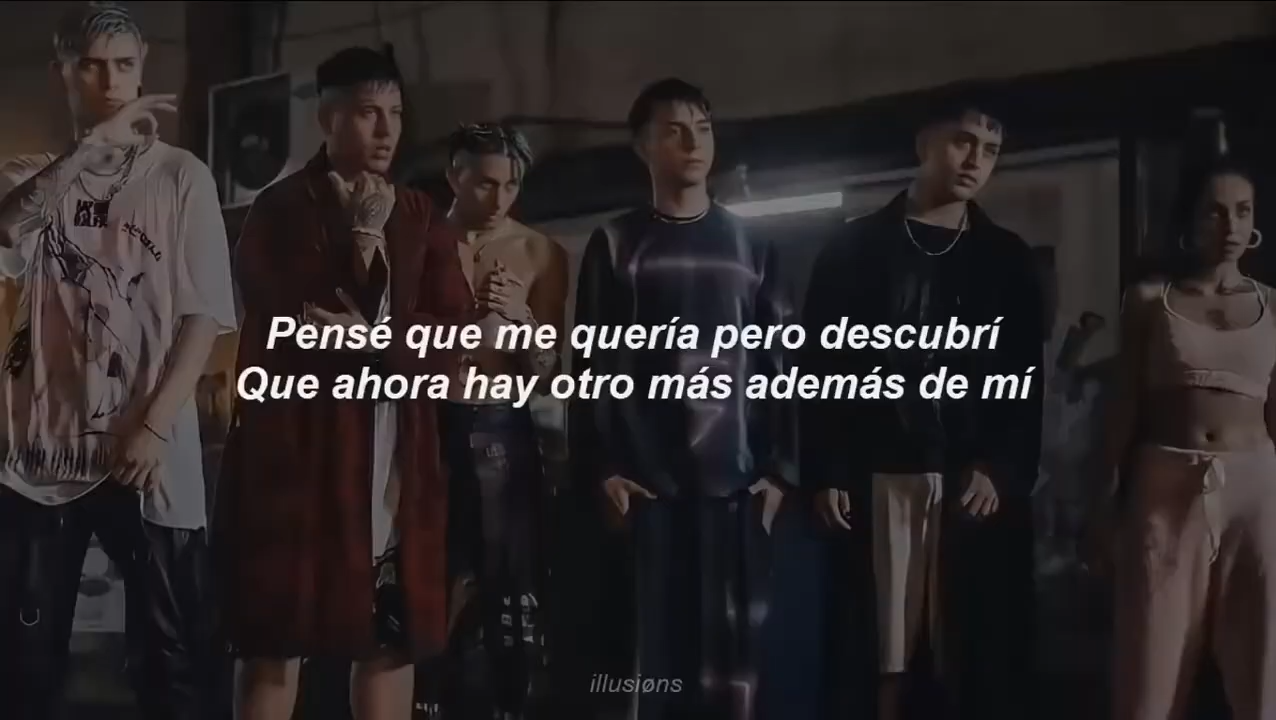 Pensé que me quería pero descubrí
Que ahora hay otro más además de mí
illusiøns